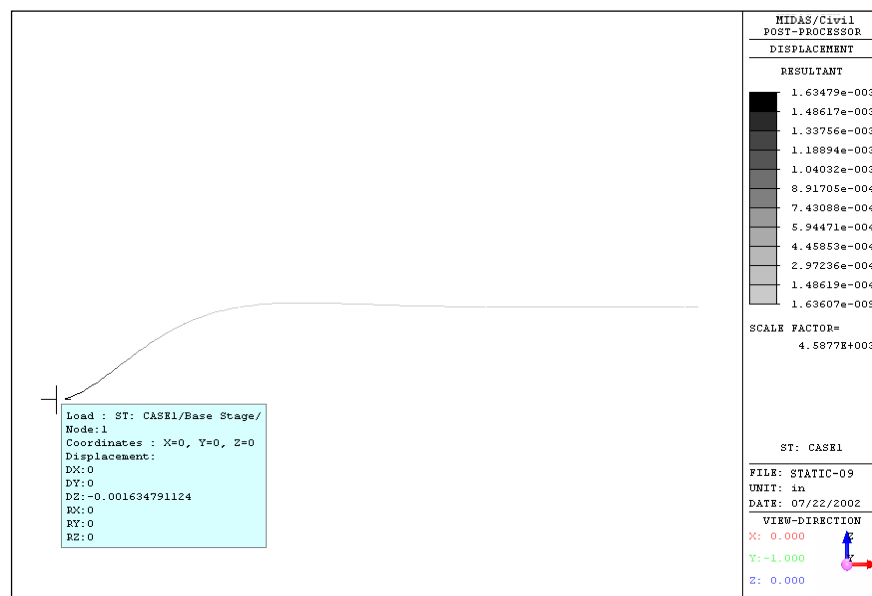 MIDAS/Civil
POST-PROCESSOR
DISPLACEMENT
RESULTANT
1.63479e-003
1.48617e-003
1.33756e-003
1.18894e-003
1.04032e-003
8.91705e-004
7.43088e-004
5.94471e-004
4.45853e-004
2.97236e-004
1.48619e-004
1.63607e-009
SCALE FACTOR=
4.5877E+003
ST: CASE1
FILE: STATIC-09
UNIT: in
DATE: 07/22/2002
VIEW-DIRECTION
X: 0.000
Y:-1.000
Z: 0.000
Z
Load : ST: CASE1/Base Stage/
Node:1
Coordinates : X=0, Y=0, Z=0
Displacement:
DX:0
DY:0
DZ:-0.001634791124
RX:0
RY:0
RZ:0